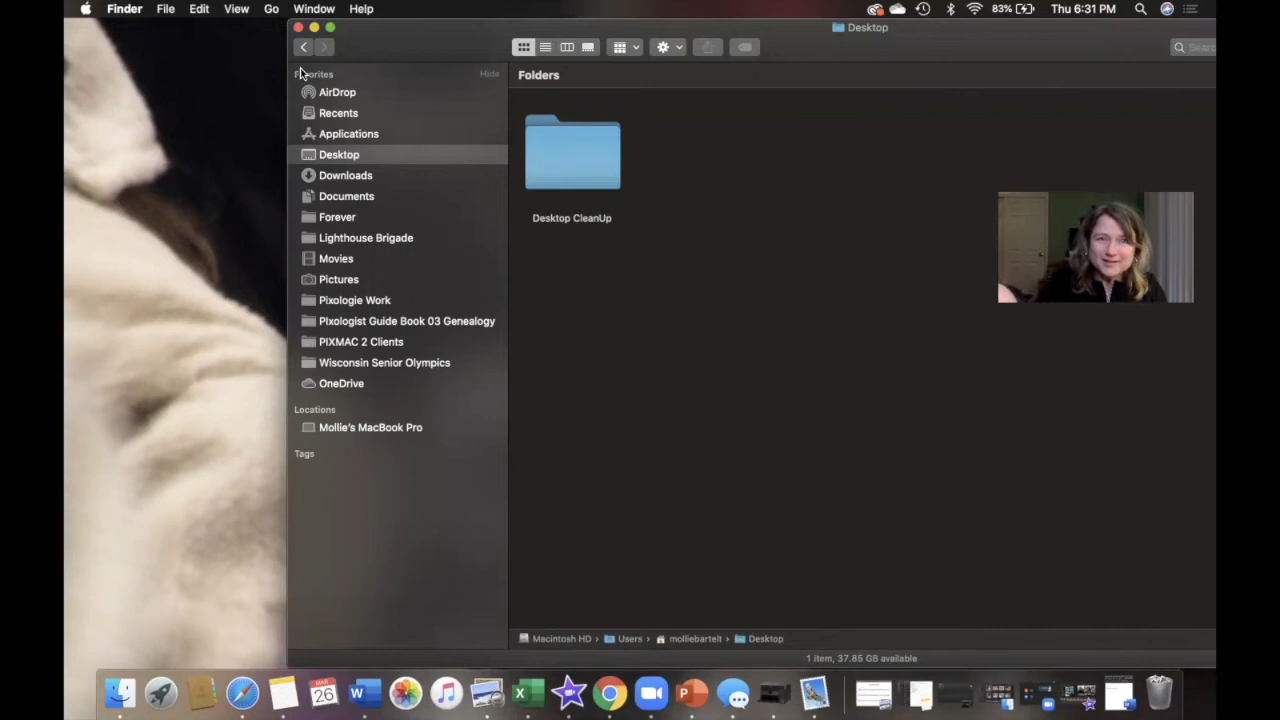 Finder File Edit View Go Window Help 83% Thu 6:31 PM
Desktop
Favorites Hide
AirDrop
Recents
Applications
Desktop
Downloads
Documents
Forever
Lighthouse Brigade
Movies
Pictures
Pixologie Work
PIxologist Guide Book 03 Genealogy
PIXMAC 2 Clients
Wisconsin Senior Olympics
OneDrive
Locations
Mollie's MacBook Pro
Tags
Folders
Desktop CleanUp
Macintosh HD › Users › molliebartelt › Desktop
1 item, 37.85 GB available
MAR
26
W
X
P